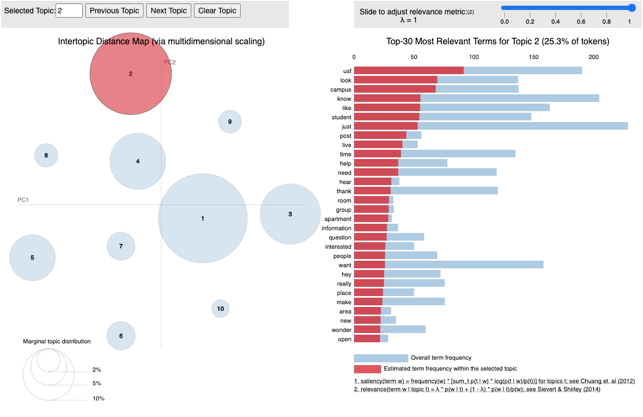 Selected Topic: 2 Previous Topic Next Topic Clear Topic
Slide to adjust relevance metric:(2)
λ = 1
0.0 0.2 0.4 0.6 0.8 1
Intertopic Distance Map (via multidimensional scaling)
PC2
PC1
2
9
8
4
1
3
7
5
10
6
Marginal topic distribution
2%
5%
10%
Top-30 Most Relevant Terms for Topic 2 (25.3% of tokens)
0 50 100 150 200
usf
look
campus
know
like
student
just
post
live
time
help
need
hear
thank
room
group
apartment
information
question
interested
people
want
hey
really
place
make
area
new
wonder
open
Overall term frequency
Estimated term frequency within the selected topic
1. saliency(term w) = frequency(w) * [sum_t p(t | w) * log(p(t | w)/p(t))] for topics t; see Chuang et. al (2012)
2. relevance(term w | topic t) = λ * p(w | t) + (1 - λ) * p(w | t)/p(w); see Sievert & Shirley (2014)